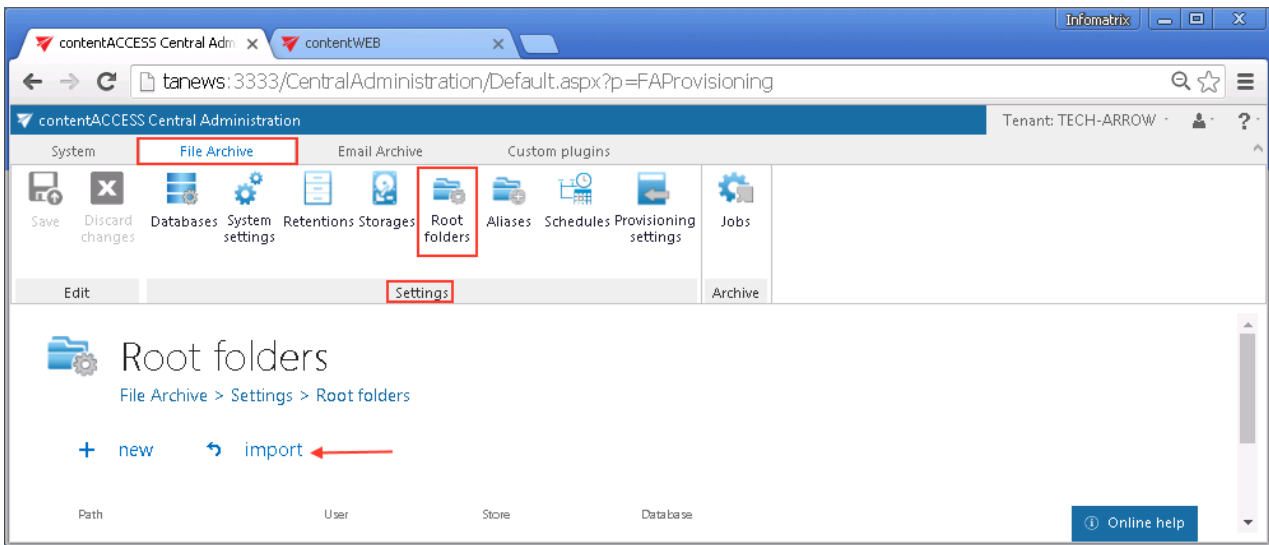 Infomatrix
contentACCESS Central Adm
contentWEB
tanews:3333/CentralAdministration/Default.aspx?p=FAProvisioning
contentACCESS Central Administration
Tenant: TECH-ARROW
?
System File Archive Email Archive Custom plugins
Save Discard changes Databases System settings Retentions Storages Root folders Aliases Schedules Provisioning settings Jobs
Edit Settings Archive
Root folders
File Archive > Settings > Root folders
+ new import
Path User Store Database
Online help